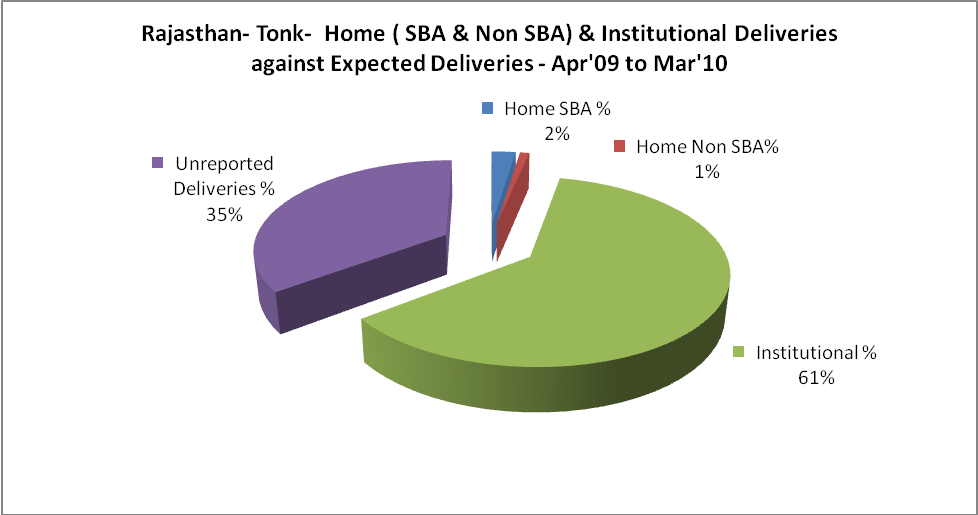 Rajasthan- Tonk- Home ( SBA & Non SBA) & Institutional Deliveries
against Expected Deliveries - Apr'09 to Mar'10
Home SBA %
2%
Home Non SBA%
1%
Unreported
Deliveries %
35%
Institutional %
61%